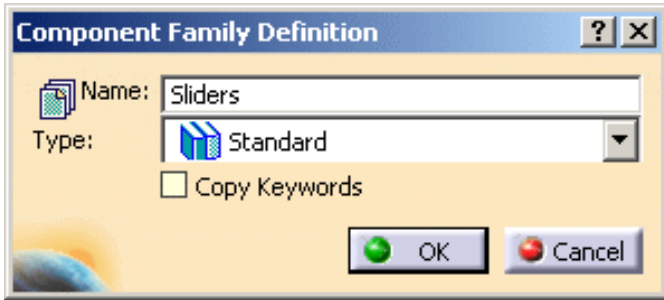 Component Family Definition
Name: Sliders
Type: Standard
Copy Keywords
OK Cancel